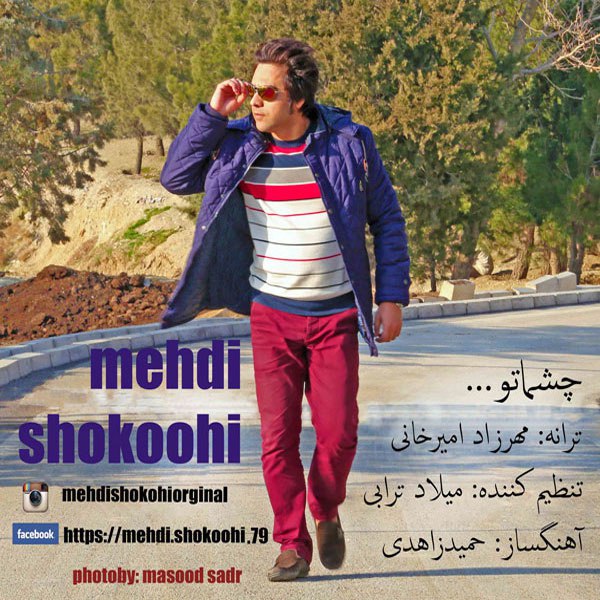 mehdi
shokoohi
mehdishokohiorginal
facebook https://mehdi.shokoohi.79
photoby: masood sadr
چشماتو ...
ترانه: مهرزاد امیرخانی
تنظیم کننده: میلاد ترابی
آهنگساز: حمیدزاهدی